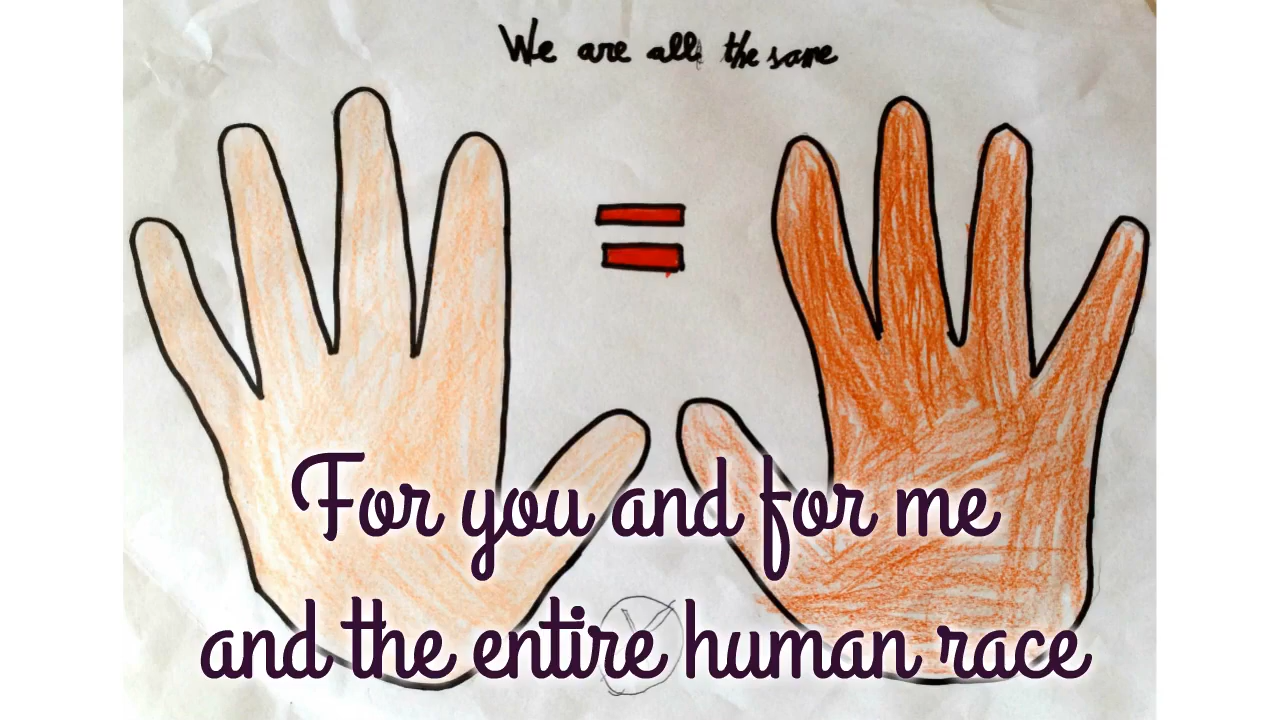 We are all the same
For you and for me
and the entire human race